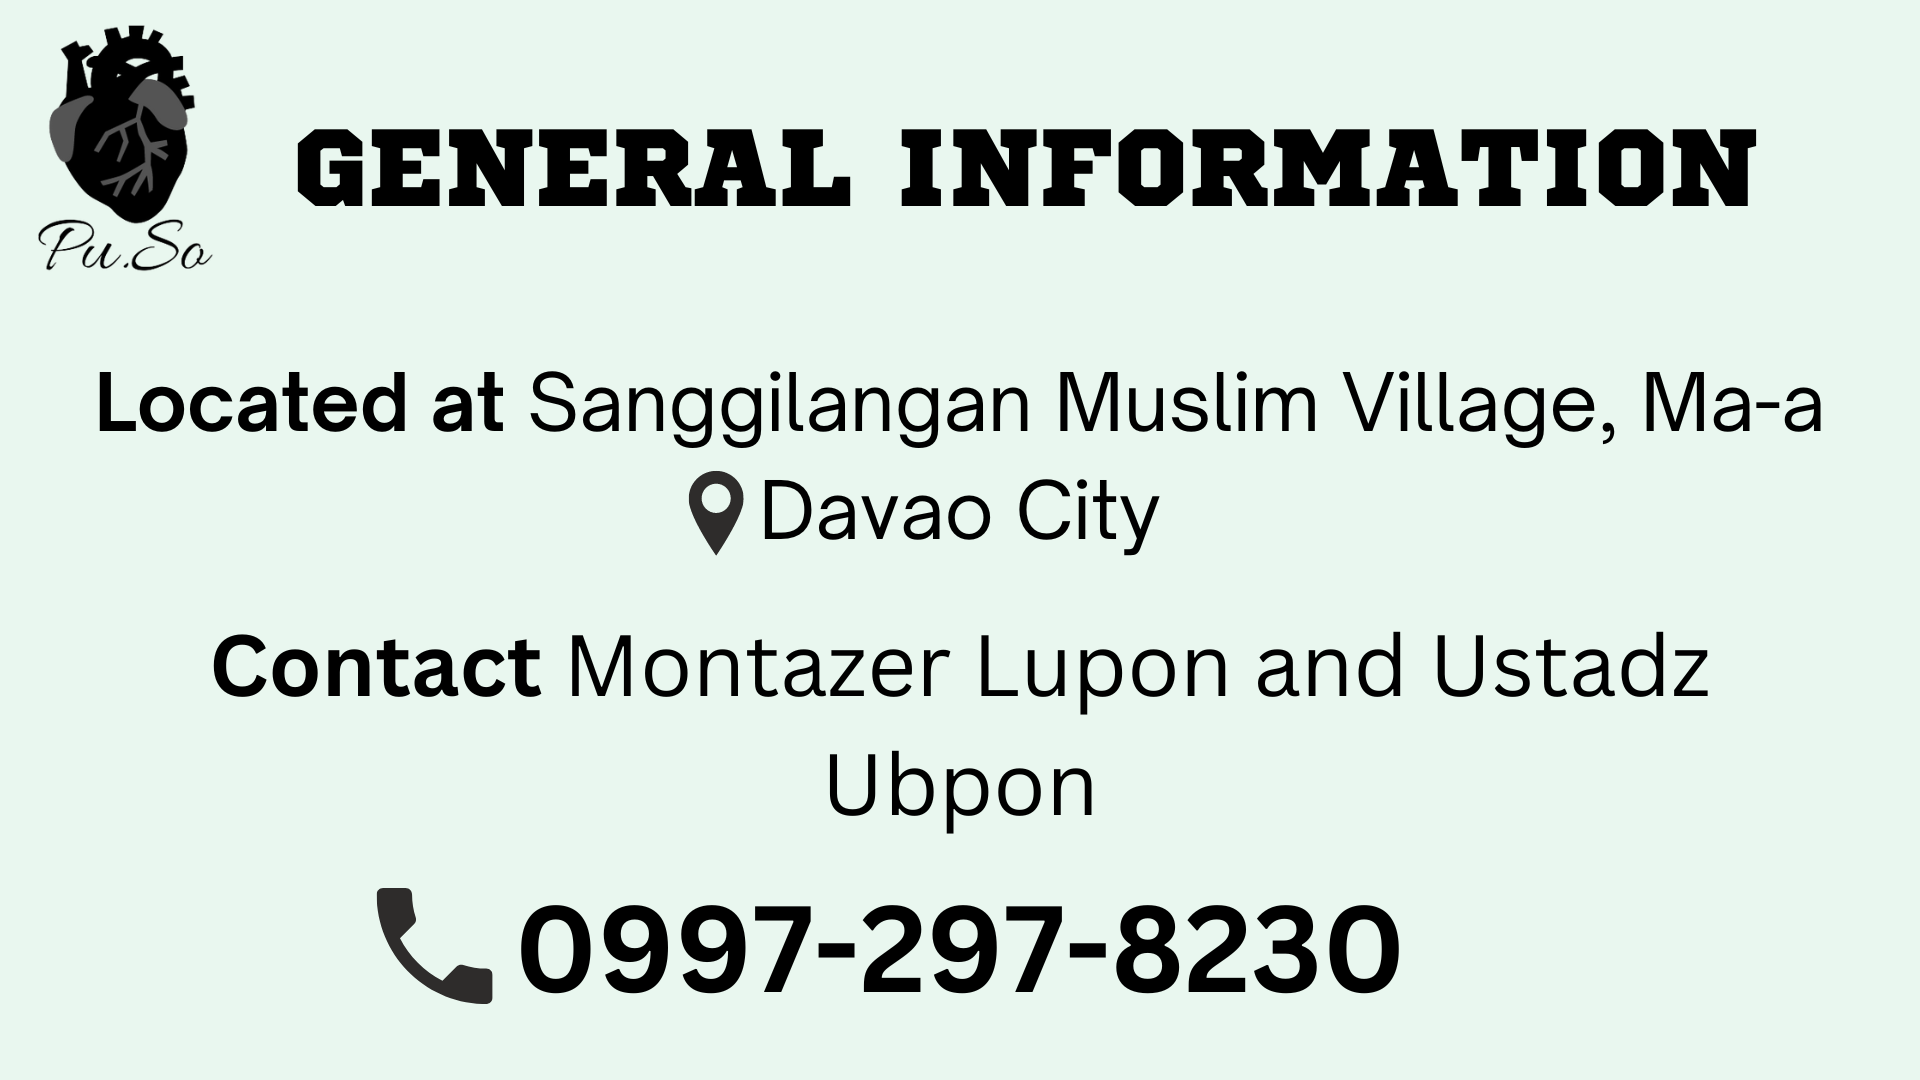 Pu.So
GENERAL INFORMATION
Located at Sanggilangan Muslim Village, Ma-a
Davao City
Contact Montazer Lupon and Ustadz
Ubpon
0997-297-8230